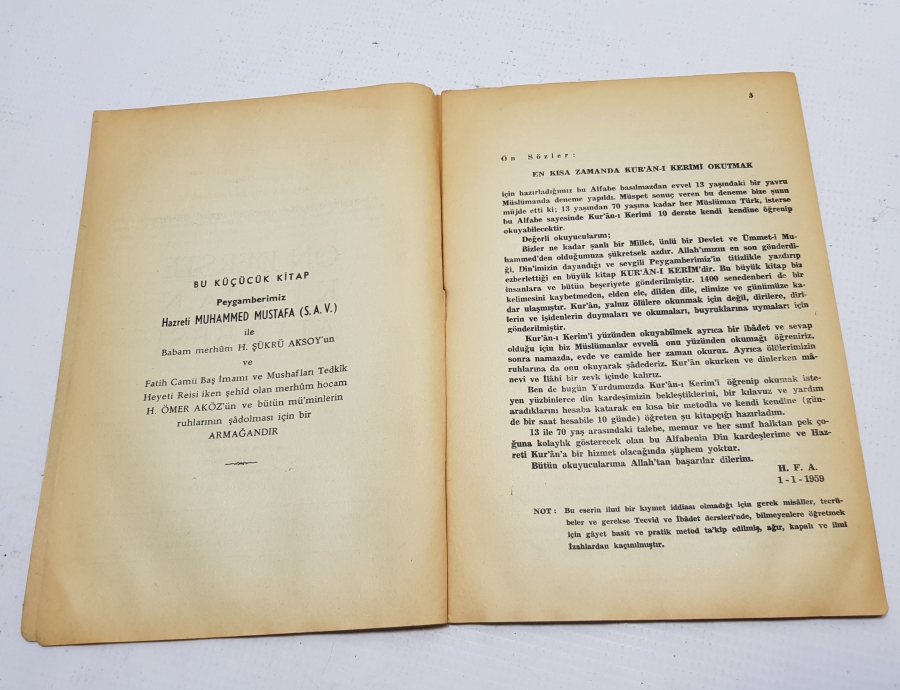 BU KÜÇÜCÜK KİTAP
Peygamberimiz
Hazreti MUHAMMED MUSTAFA (S.A.V.)
ile
Babam merhûm H. ŞÜKRÜ AKSOY'un
ve
Fatih Camii Baş İmamı ve Mushafları Tedkîk
Heyeti Reisi iken şehîd olan merhûm hocam
H. ÖMER AKÖZ'ün ve bütün mü'minlerin
ruhlarının şâdolması için bir
ARMAĞANDIR
3
Ön Sözler:
EN KISA ZAMANDA KUR'ÂN-I KERİMİ OKUTMAK
için hazırladığımız bu Alfabe basılmazdan evvel 13 yaşındaki bir yavru
Müslümanda deneme yapıldı. Müspet sonuç veren bu deneme bize şunu
müjde etti ki; 13 yaşından 70 yaşına kadar her Müslüman Türk, isterse
bu Alfabe sayesinde Kur'ân-ı Kerimi 10 derste kendi kendine öğrenip
okuyabilecektir.
Değerli okuyucularım;
Bizler ne kadar şanlı bir Millet, ünlü bir Devlet ve Ümmet-i Mu-
hammed'den olduğumuza şükretsek azdır. Allah'ımızın en son gönderdi-
ği, Din'imizin dayandığı ve sevgili Peygamberimiz'in titizlikle yazdırıp
ezberlettiği en büyük kitap KUR'ÂN-I KERİM'dir. Bu büyük kitap biz
insanlara ve bütün beşeriyete gönderilmiştir. 1400 senedenberi de bir
kelimesini kaybetmeden, elden ele, dilden dile, elimize ve günümüze ka-
dar ulaşmıştır. Kur'ân, yalnız ölülere okunmak için değil, dirilere, diri-
lerin ve işidenlerin duymaları ve okumaları, buyruklarına uymaları için
gönderilmiştir.
Kur'ân-ı Kerim'i yüzünden okuyabilmek ayrıca bir ibâdet ve sevap
olduğu için biz Müslümanlar evvelâ onu yüzünden okumağı öğreniriz,
sonra namazda, evde ve camide her zaman okuruz. Ayrıca ölülerimizin
ruhlarına da onu okuyarak şâdederiz. Kur'ân okurken ve dinlerken mâ-
nevi ve İlâhi bir zevk içinde kalırız.
Ben de bugün Yurdumuzda Kur'ân-ı Kerim'i öğrenip okumak iste-
yen yüzbinlerce din kardeşimizin bekleştiklerini, bir kılavuz ve yardım
aradıklarını hesaba katarak en kısa bir metodla ve kendi kendine (gün-
de bir saat hesabile 10 günde) öğreten şu kitapçığı hazırladım.
13 ile 70 yaş arasındaki talebe, memur ve her sınıf halktan pek ço-
ğuna kolaylık gösterecek olan bu Alfabenin Din kardeşlerime ve Haz-
reti Kur'ân'a bir hizmet olacağında şüphem yoktur.
Bütün okuyucularıma Allah'tan başarılar dilerim.
H. F. A.
1-1-1959
NOT: Bu eserin ilmî bir kıymet iddiası olmadığı için gerek misâller, tecrü-
beler ve gerekse Tecvid ve İbâdet dersleri'nde, bilmeyenlere öğretmek
için gâyet basit ve pratik metod ta'kip edilmiş, ağır, kapalı ve ilmî
izahlardan kaçınılmıştır.